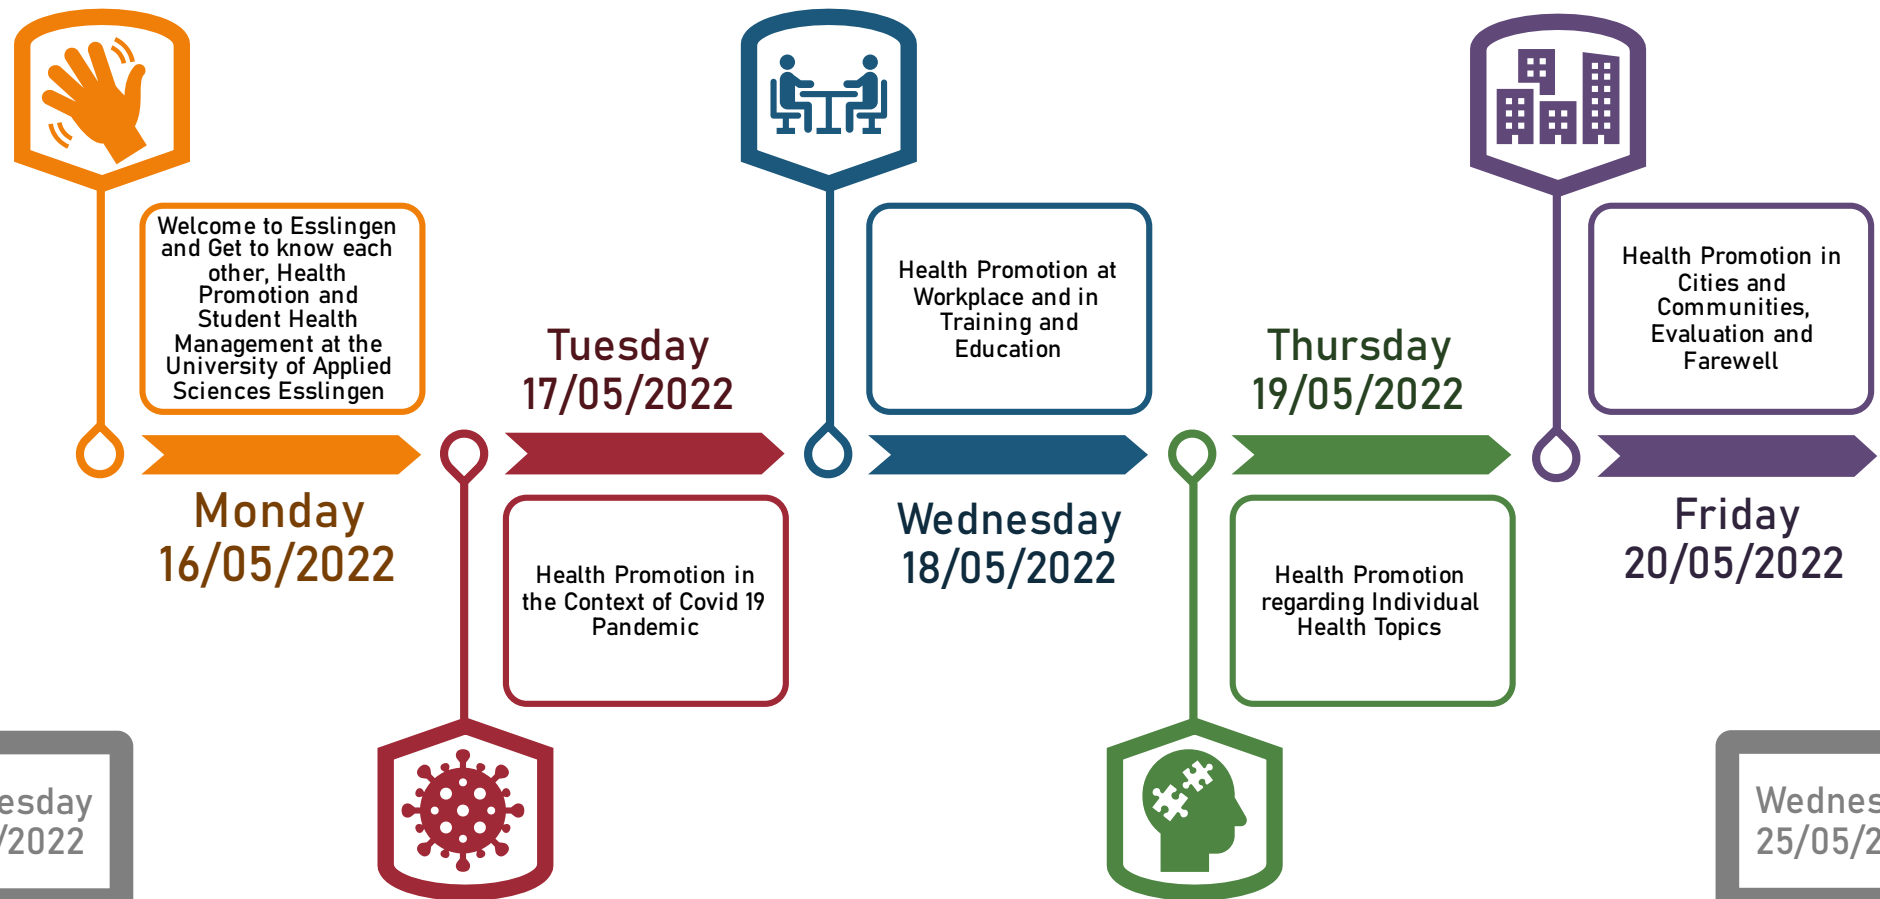 Welcome to Esslingen
and Get to know each
other, Health
Promotion and
Student Health
Management at the
University of Applied
Sciences Esslingen
Monday
16/05/2022
Tuesday
17/05/2022
Health Promotion in
the Context of Covid 19
Pandemic
Health Promotion at
Workplace and in
Training and
Education
Wednesday
18/05/2022
Thursday
19/05/2022
Health Promotion
regarding Individual
Health Topics
Health Promotion in
Cities and
Communities,
Evaluation and
Farewell
Friday
20/05/2022
esday
/2022
Wednes
25/05/2